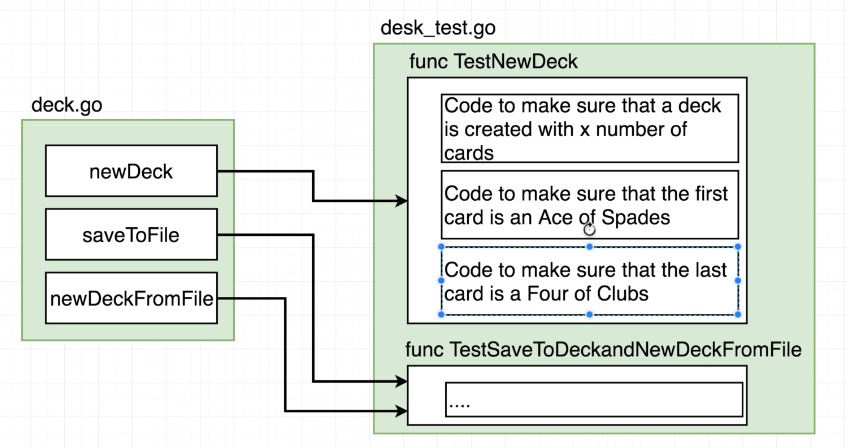 desk_test.go
func TestNewDeck
deck.go
newDeck
saveToFile
newDeckFromFile
Code to make sure that a deck
is created with x number of
cards
Code to make sure that the first
card is an Ace of Spades
Code to make sure that the last
card is a Four of Clubs
func TestSaveToDeckandNewDeckFromFile
....